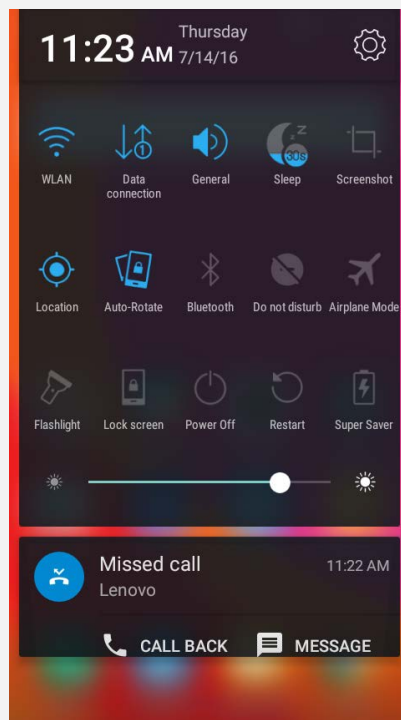 11:23 AM Thursday
7/14/16
WLAN Data connection General Sleep Screenshot
z z 30s
1
Location Auto-Rotate Bluetooth Do not disturb Airplane Mode
Flashlight Lock screen Power Off Restart Super Saver
Missed call 11:22 AM
Lenovo
CALL BACK MESSAGE